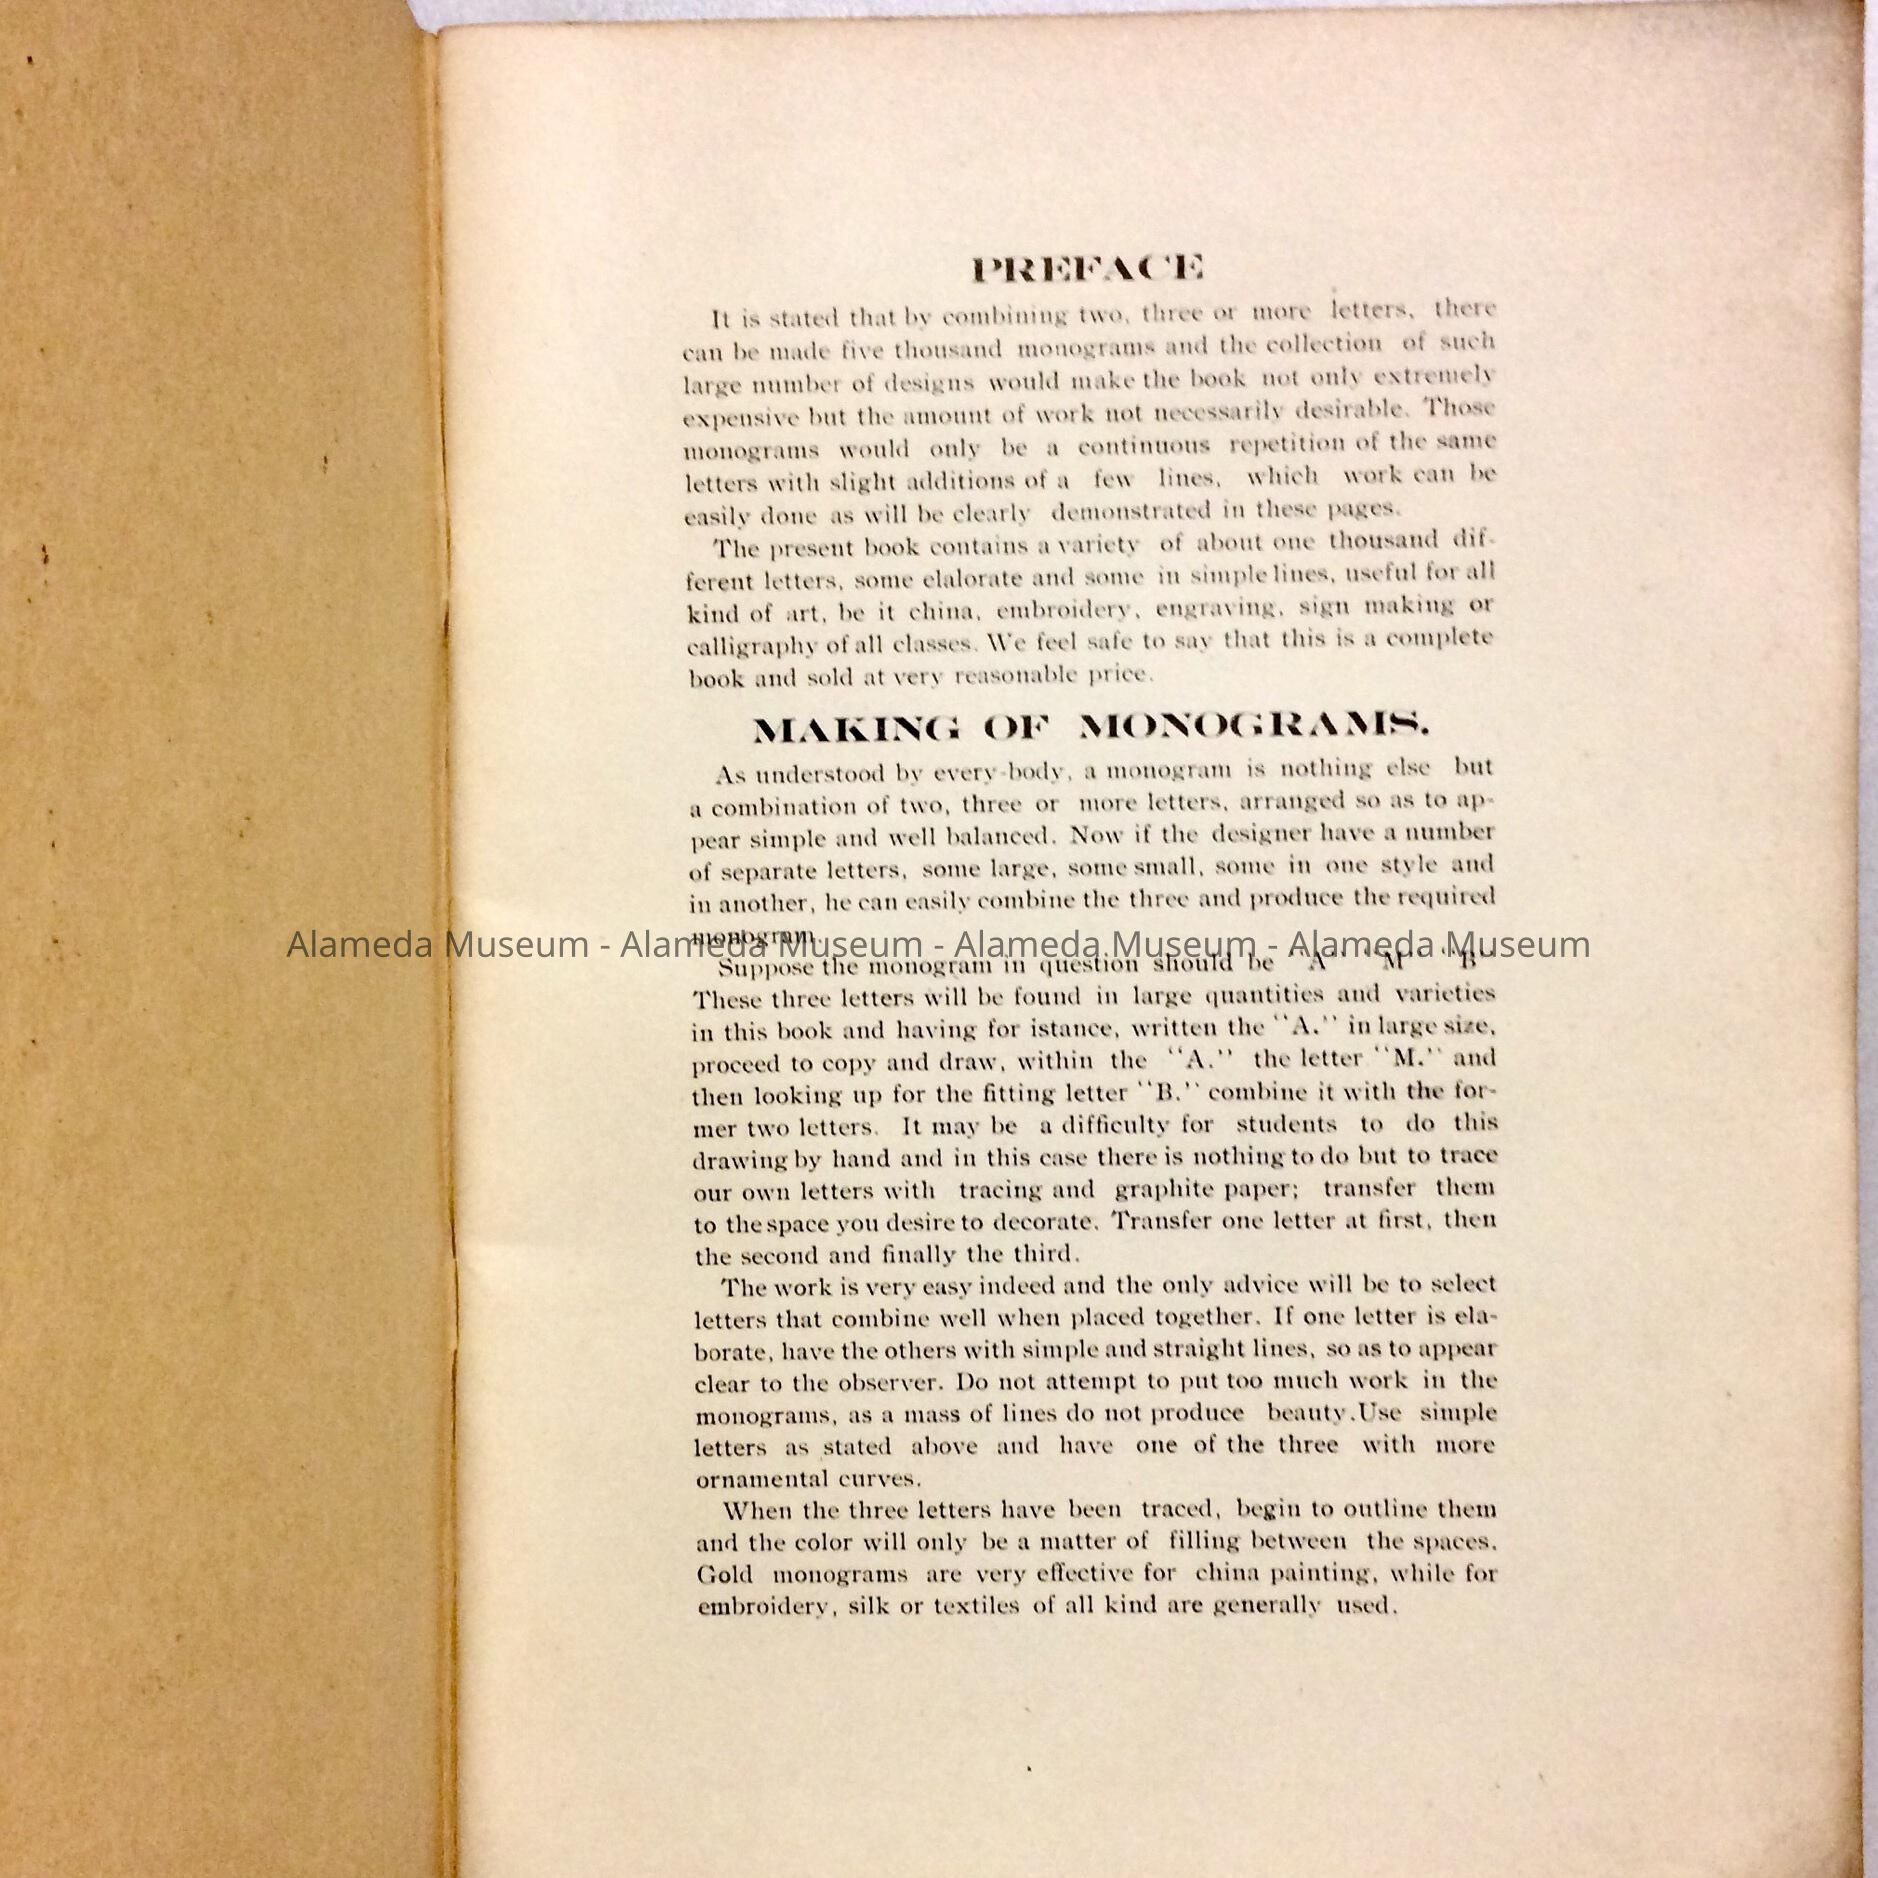 PREFACE
It is stated that by combining two, three or more letters, there
can be made five thousand monograms and the collection of such
large number of designs would make the book not only extremely
expensive but the amount of work not necessarily desirable. Those
monograms would only be a continuous repetition of the same
letters with slight additions of a few lines, which work can be
easily done as will be clearly demonstrated in these pages.
The present book contains a variety of about one thousand dif-
ferent letters, some elalorate and some in simple lines, useful for all
kind of art, be it china, embroidery, engraving, sign making or
calligraphy of all classes. We feel safe to say that this is a complete
book and sold at very reasonable price.
MAKING OF MONOGRAMS.
As understood by every-body, a monogram is nothing else but
a combination of two, three or more letters, arranged so as to ap-
pear simple and well balanced. Now if the designer have a number
of separate letters, some large, some small, some in one style and
in another, he can easily combine the three and produce the required
monogram.
Alameda Museum - Alameda Museum - Alameda Museum - Alameda Museum
Suppose the monogram in question should be "A" "M" "B"
These three letters will be found in large quantities and varieties
in this book and having for istance, written the "A." in large size,
proceed to copy and draw, within the "A." the letter "M." and
then looking up for the fitting letter "B." combine it with the for-
mer two letters. It may be a difficulty for students to do this
drawing by hand and in this case there is nothing to do but to trace
our own letters with tracing and graphite paper; transfer them
to the space you desire to decorate. Transfer one letter at first, then
the second and finally the third.
The work is very easy indeed and the only advice will be to select
letters that combine well when placed together. If one letter is ela-
borate, have the others with simple and straight lines, so as to appear
clear to the observer. Do not attempt to put too much work in the
monograms, as a mass of lines do not produce beauty.Use simple
letters as stated above and have one of the three with more
ornamental curves.
When the three letters have been traced, begin to outline them
and the color will only be a matter of filling between the spaces.
Gold monograms are very effective for china painting, while for
embroidery, silk or textiles of all kind are generally used.